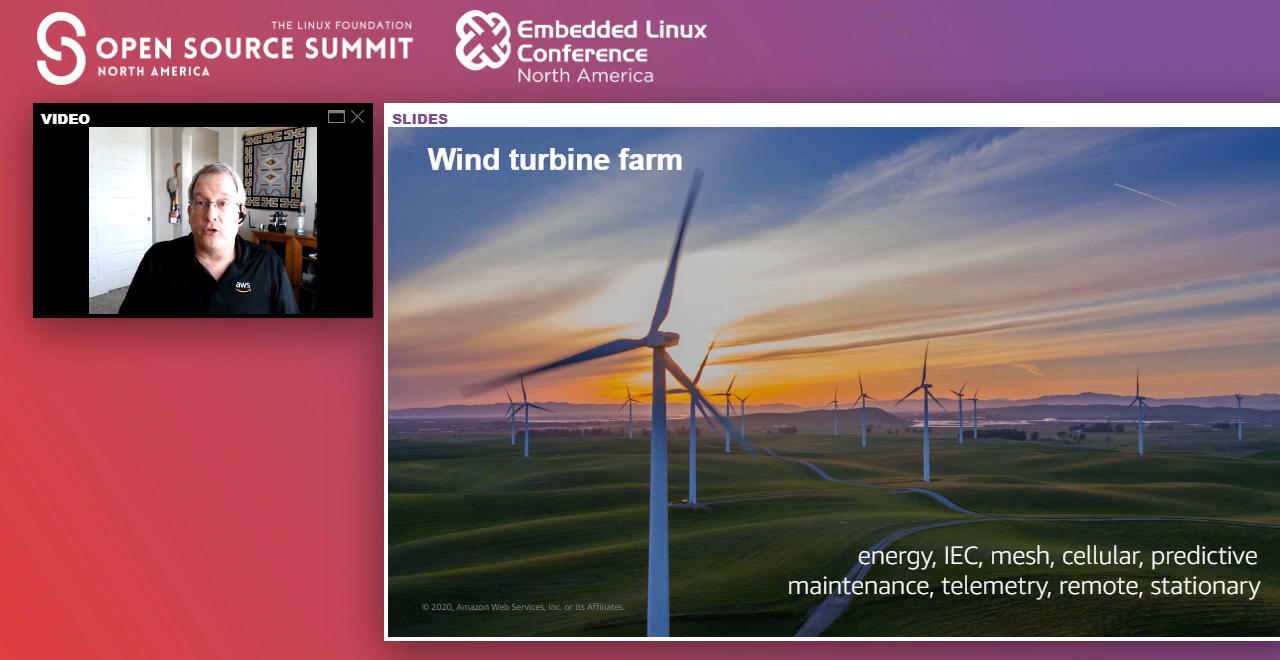 THE LINUX FOUNDATION
OPEN SOURCE SUMMIT
NORTH AMERICA
Embedded Linux
Conference
North America
VIDEO
aws
SLIDES
Wind turbine farm
energy, IEC, mesh, cellular, predictive
maintenance, telemetry, remote, stationary
© 2020, Amazon Web Services, Inc. or its Affiliates.